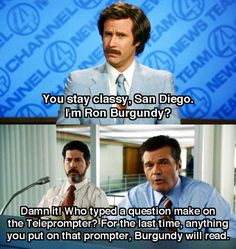 You stay classy, San Diego.
I'm Ron Burgundy?
Damn it! Who typed a question make on
the Teleprompter? For the last time, anything
you put on that prompter, Burgundy will read.